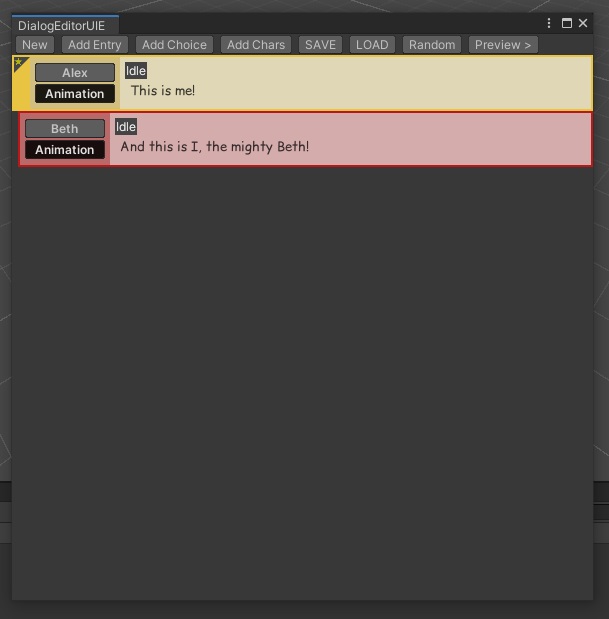 DialogEditorUIE
New Add Entry Add Choice Add Chars SAVE LOAD Random Preview >
Alex Idle
Animation This is me!
Beth Idle
Animation And this is I, the mighty Beth!